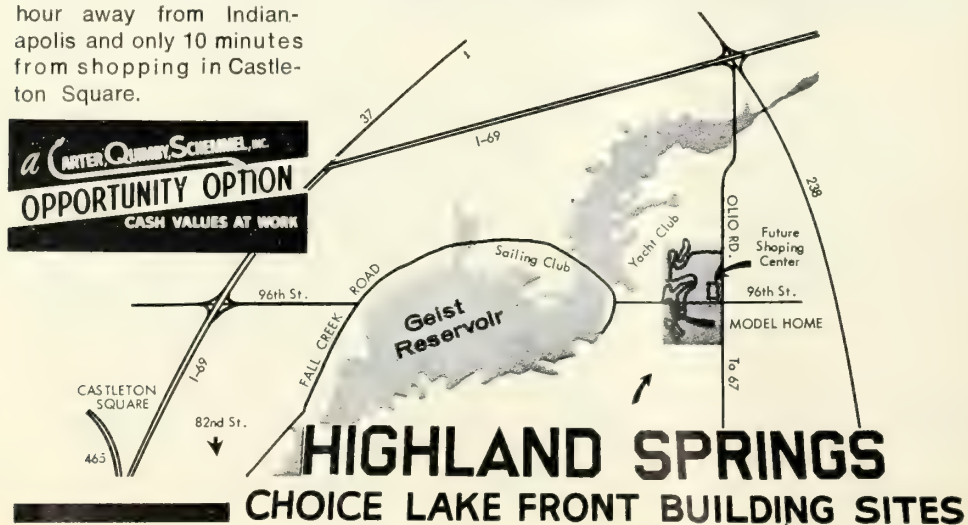 hour away from Indian-
apolis and only 10 minutes
from shopping in Castle-
ton Square.
a CARTER, QUIMBY, SCHEUMEL, INC.
OPPORTUNITY OPTION
CASH VALUES AT WORK
37
1
I-69
238
OLIO RD.
Yacht Club
Future
Shoping
Center
Sailing Club
96th St.
FALL CREEK ROAD
Geist
Reservoir
96th St.
MODEL HOME
I-69
To 67
CASTLETON
SQUARE
82nd St.
465
HIGHLAND SPRINGS
CHOICE LAKE FRONT BUILDING SITES